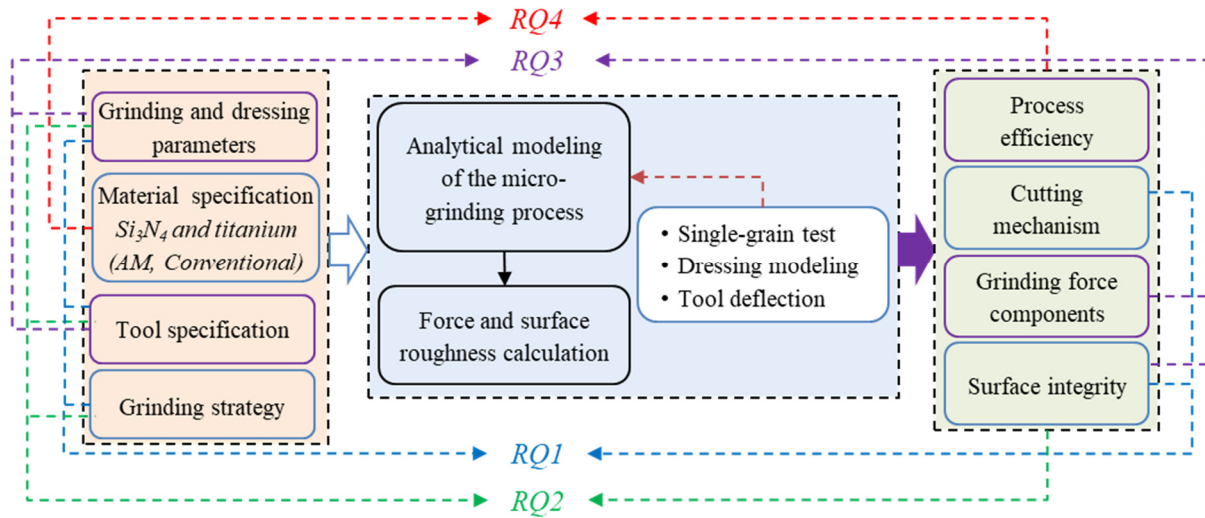 RQ4
RQ3
Grinding and dressing
parameters
Material specification
Si₃N₄ and titanium
(AM, Conventional)
Tool specification
Grinding strategy
Analytical modeling
of the micro-
grinding process
Force and surface
roughness calculation
• Single-grain test
• Dressing modeling
• Tool deflection
Process
efficiency
Cutting
mechanism
Grinding force
components
Surface integrity
RQ1
RQ2